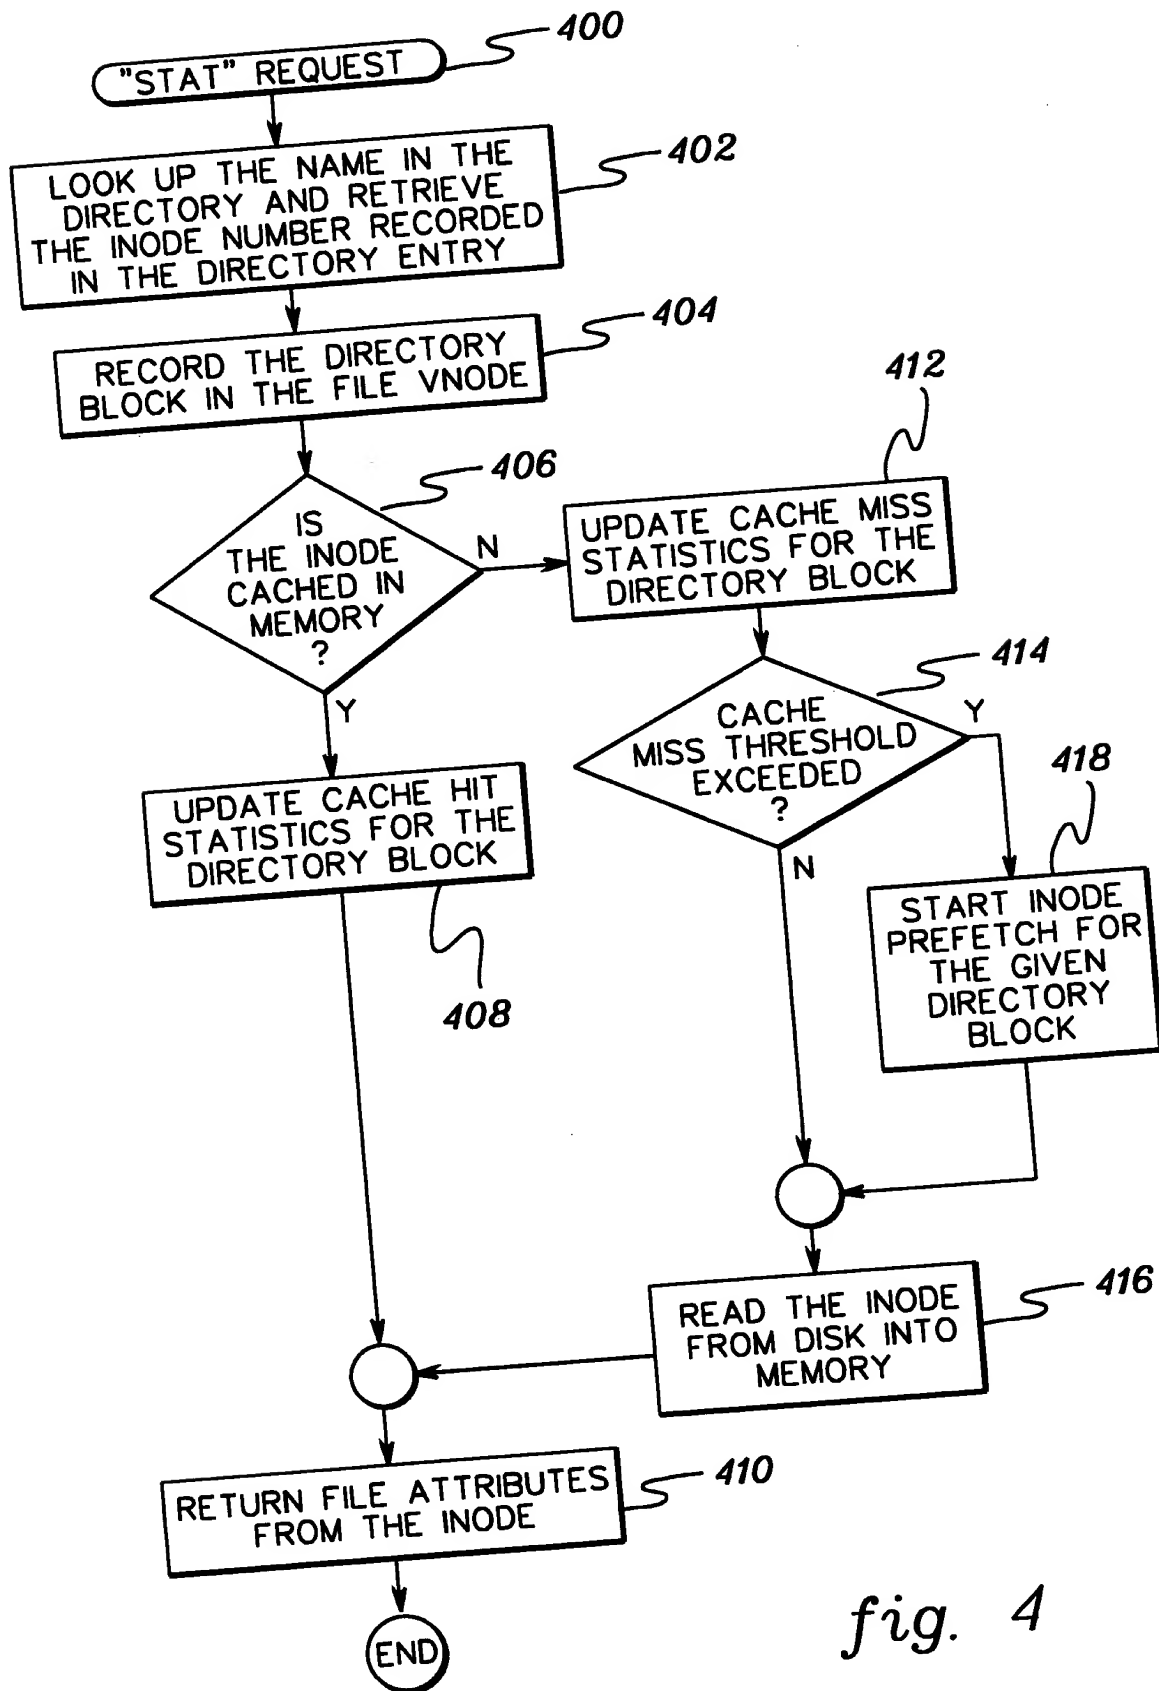 400
"STAT" REQUEST
402
LOOK UP THE NAME IN THE
DIRECTORY AND RETRIEVE
THE INODE NUMBER RECORDED
IN THE DIRECTORY ENTRY
404
RECORD THE DIRECTORY
BLOCK IN THE FILE VNODE
406
IS
THE INODE
CACHED IN
MEMORY
?
N
Y
412
UPDATE CACHE MISS
STATISTICS FOR THE
DIRECTORY BLOCK
414
CACHE
MISS THRESHOLD
EXCEEDED
?
Y
N
UPDATE CACHE HIT
STATISTICS FOR THE
DIRECTORY BLOCK
408
418
START INODE
PREFETCH FOR
THE GIVEN
DIRECTORY
BLOCK
416
READ THE INODE
FROM DISK INTO
MEMORY
410
RETURN FILE ATTRIBUTES
FROM THE INODE
END
fig. 4